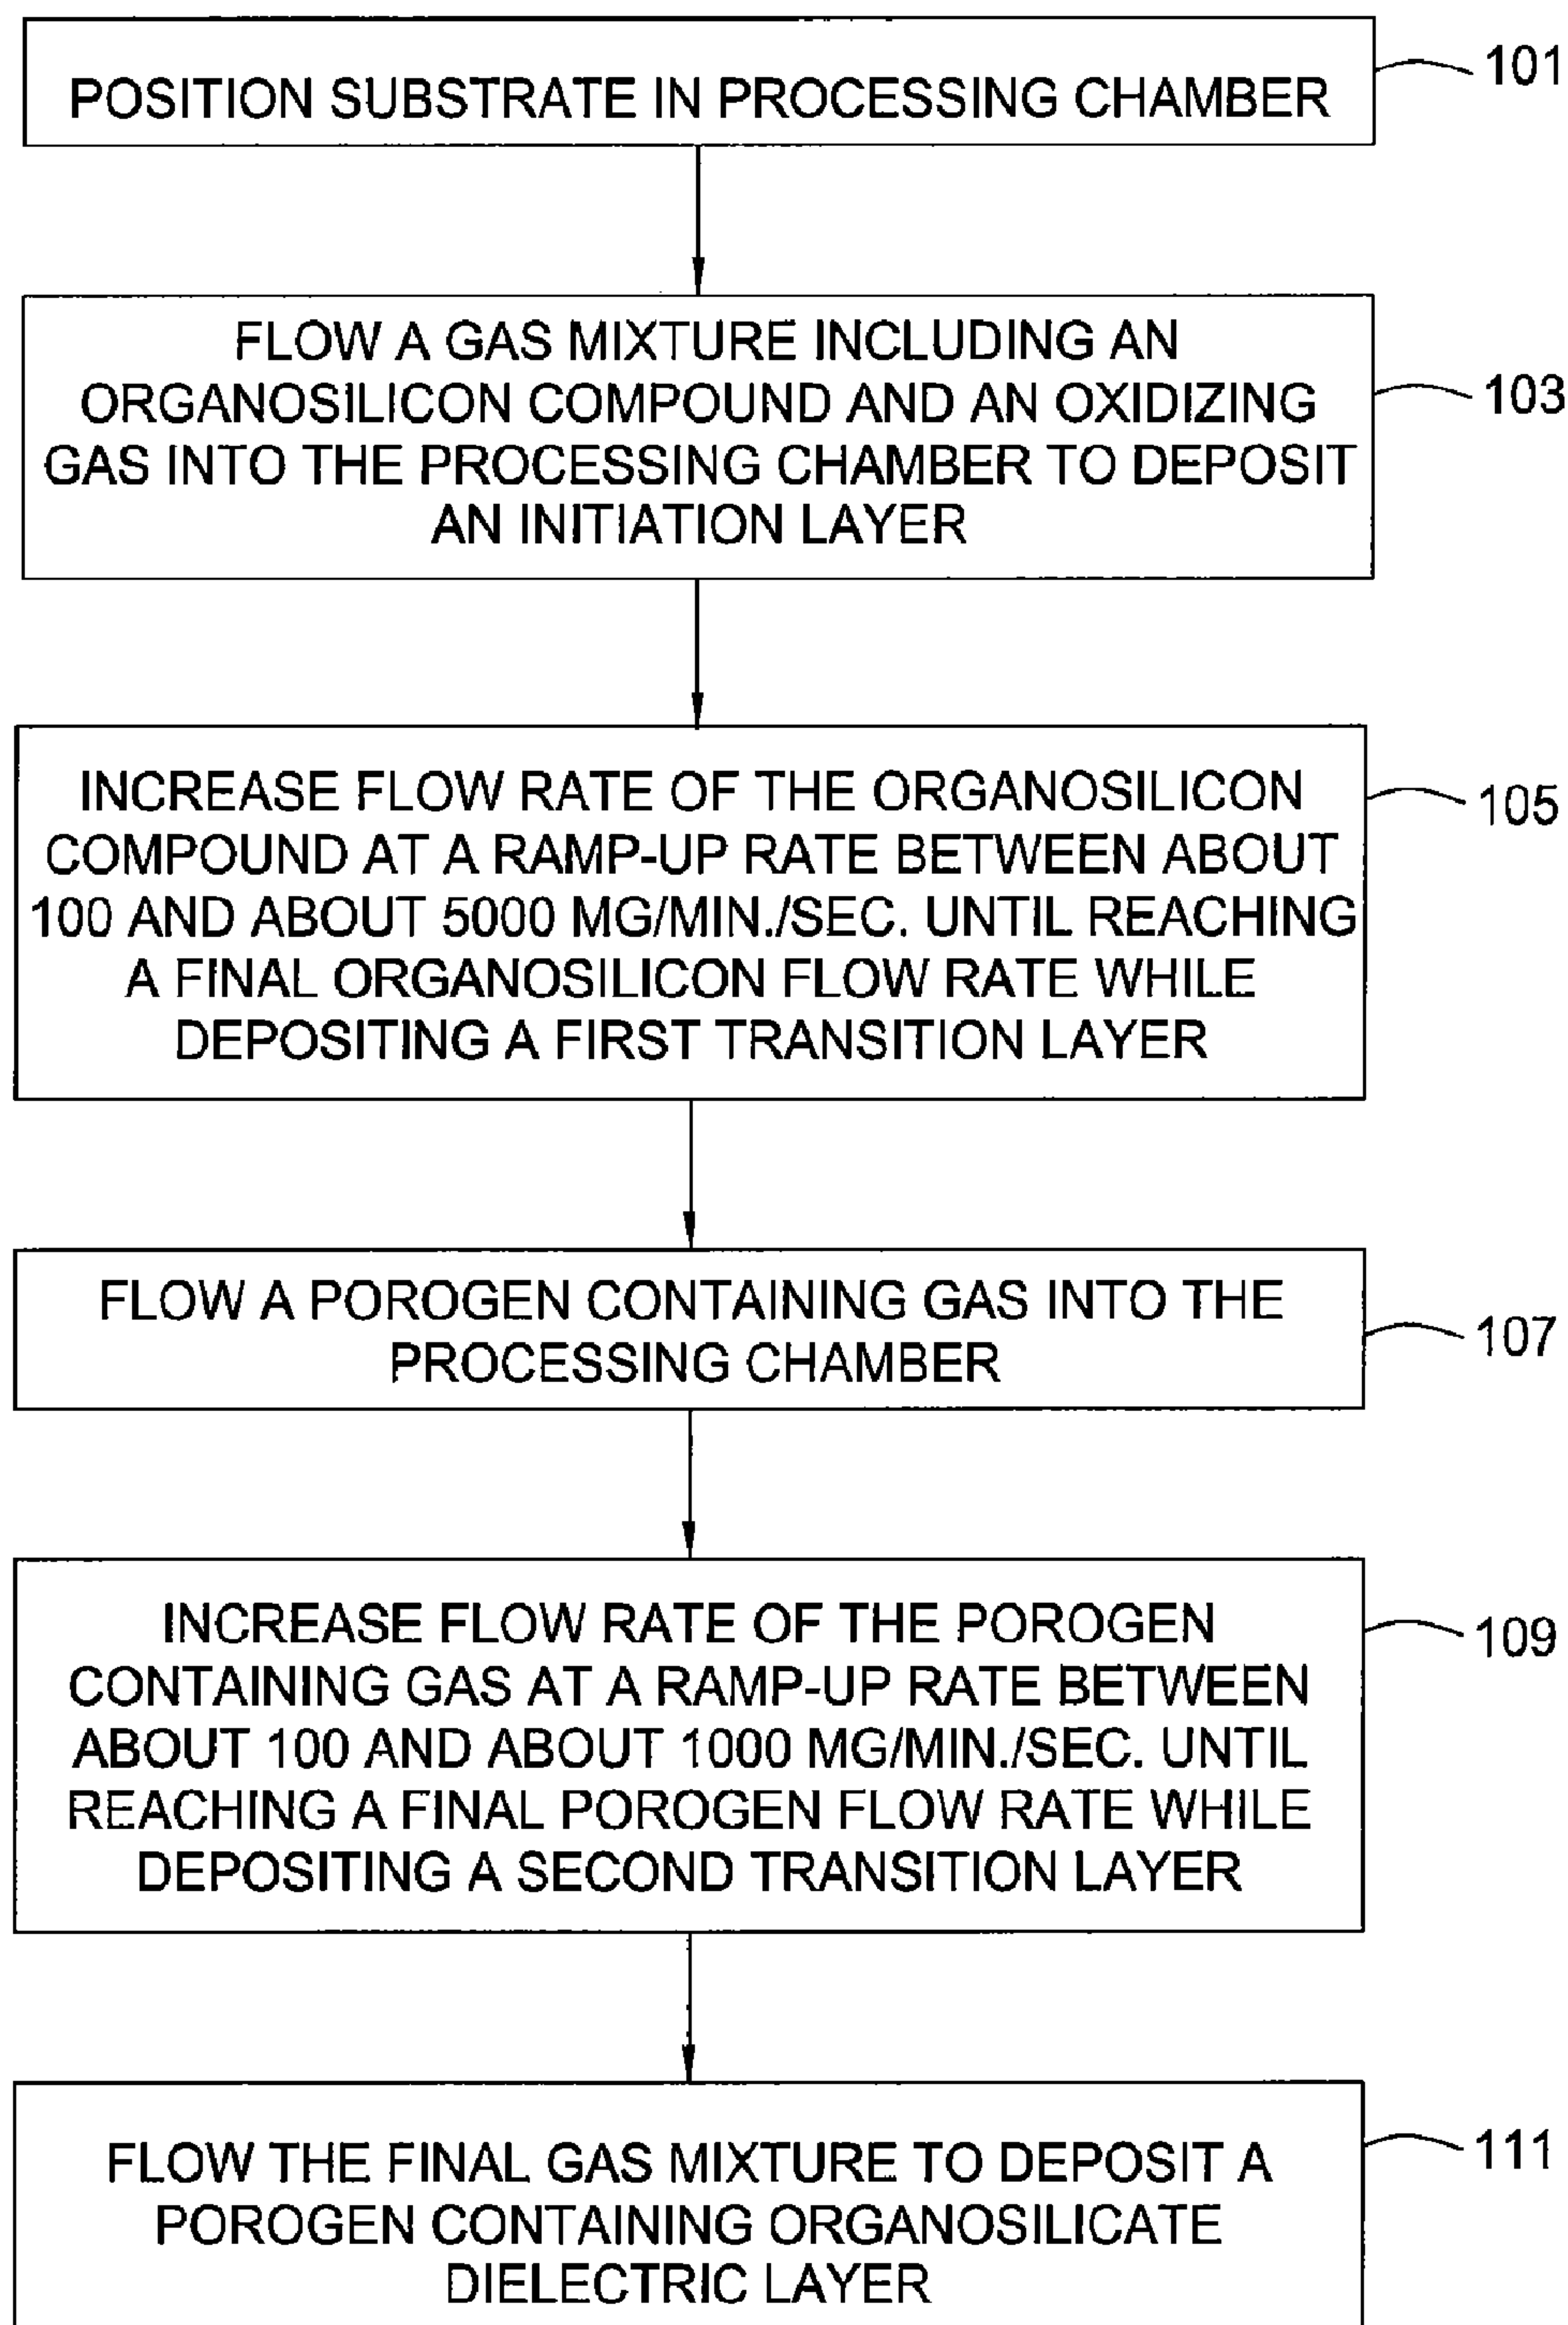 POSITION SUBSTRATE IN PROCESSING CHAMBER
101
FLOW A GAS MIXTURE INCLUDING AN
ORGANOSILICON COMPOUND AND AN OXIDIZING
GAS INTO THE PROCESSING CHAMBER TO DEPOSIT
AN INITIATION LAYER
103
INCREASE FLOW RATE OF THE ORGANOSILICON
COMPOUND AT A RAMP-UP RATE BETWEEN ABOUT
100 AND ABOUT 5000 MG/MIN./SEC. UNTIL REACHING
A FINAL ORGANOSILICON FLOW RATE WHILE
DEPOSITING A FIRST TRANSITION LAYER
105
FLOW A POROGEN CONTAINING GAS INTO THE
PROCESSING CHAMBER
107
INCREASE FLOW RATE OF THE POROGEN
CONTAINING GAS AT A RAMP-UP RATE BETWEEN
ABOUT 100 AND ABOUT 1000 MG/MIN./SEC. UNTIL
REACHING A FINAL POROGEN FLOW RATE WHILE
DEPOSITING A SECOND TRANSITION LAYER
109
FLOW THE FINAL GAS MIXTURE TO DEPOSIT A
POROGEN CONTAINING ORGANOSILICATE
DIELECTRIC LAYER
111